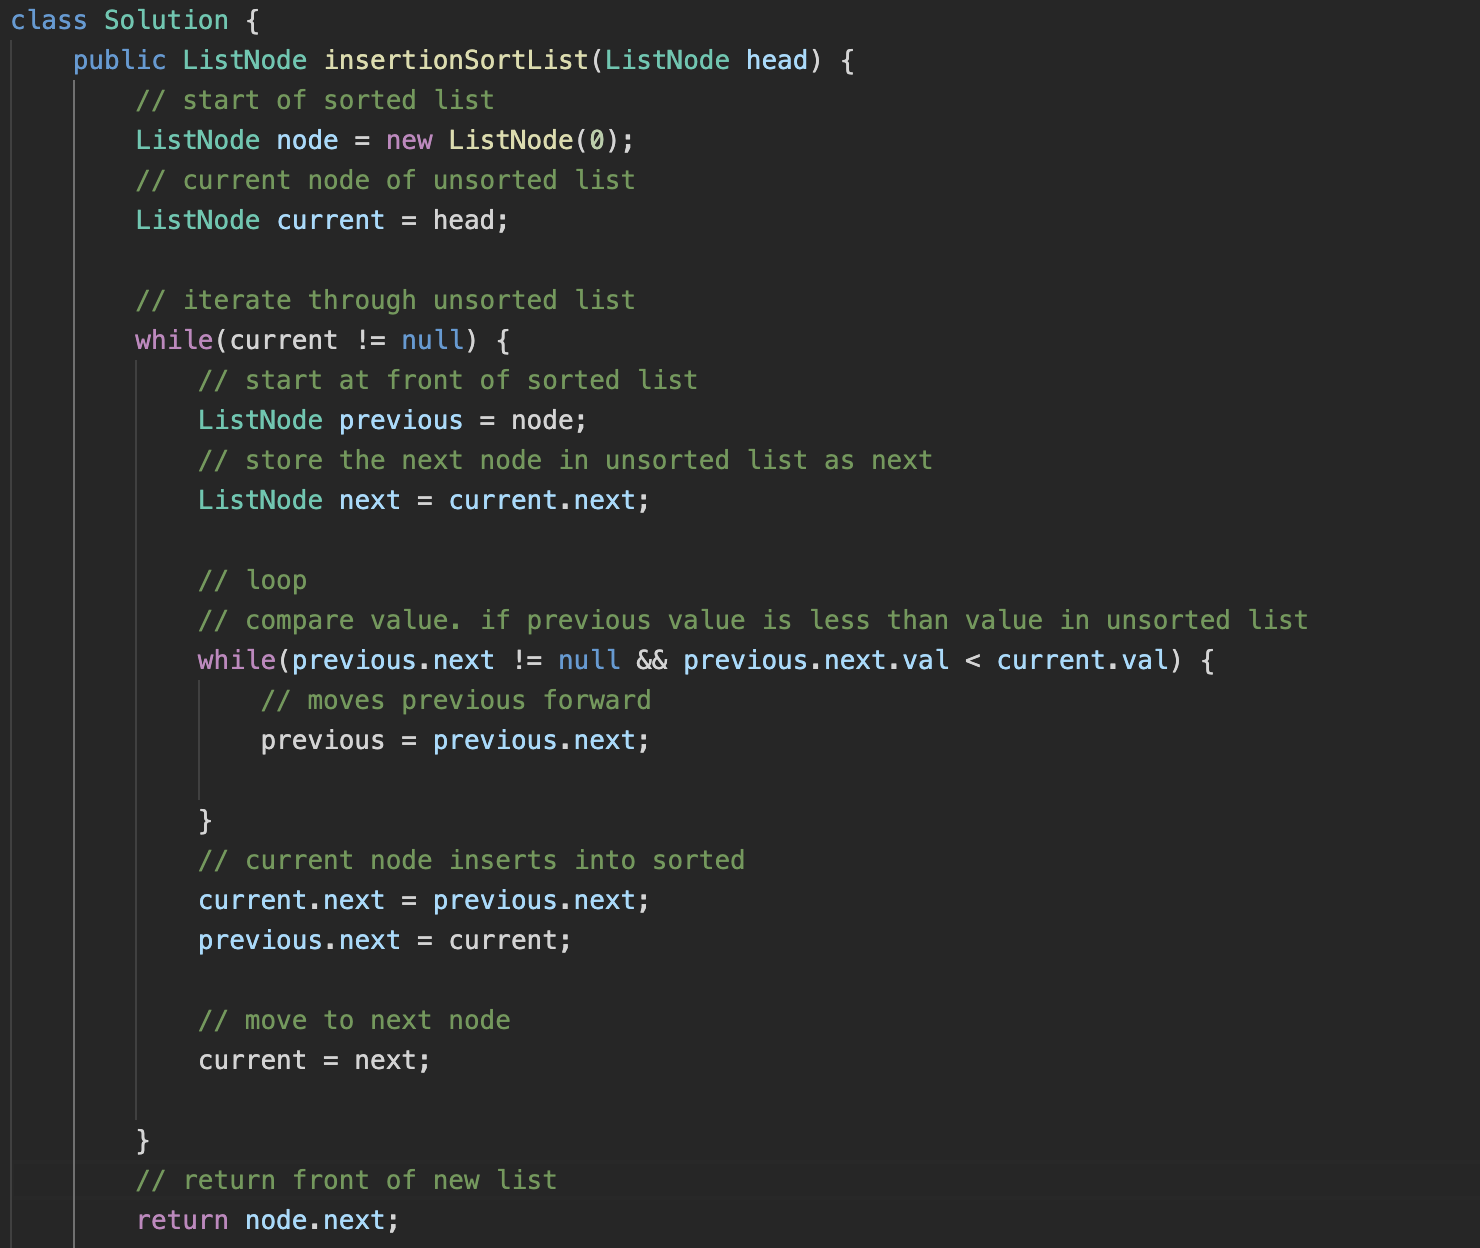 class Solution {
public ListNode insertionSortList(ListNode head) {
// start of sorted list
ListNode node = new ListNode(0);
// current node of unsorted list
ListNode current = head;
// iterate through unsorted list
while(current != null) {
// start at front of sorted list
ListNode previous = node;
// store the next node in unsorted list as next
ListNode next = current.next;
// loop
// compare value. if previous value is less than value in unsorted list
while(previous.next != null && previous.next.val < current.val) {
// moves previous forward
previous = previous.next;
}
// current node inserts into sorted
current.next = previous.next;
previous.next = current;
// move to next node
current = next;
}
// return front of new list
return node.next;